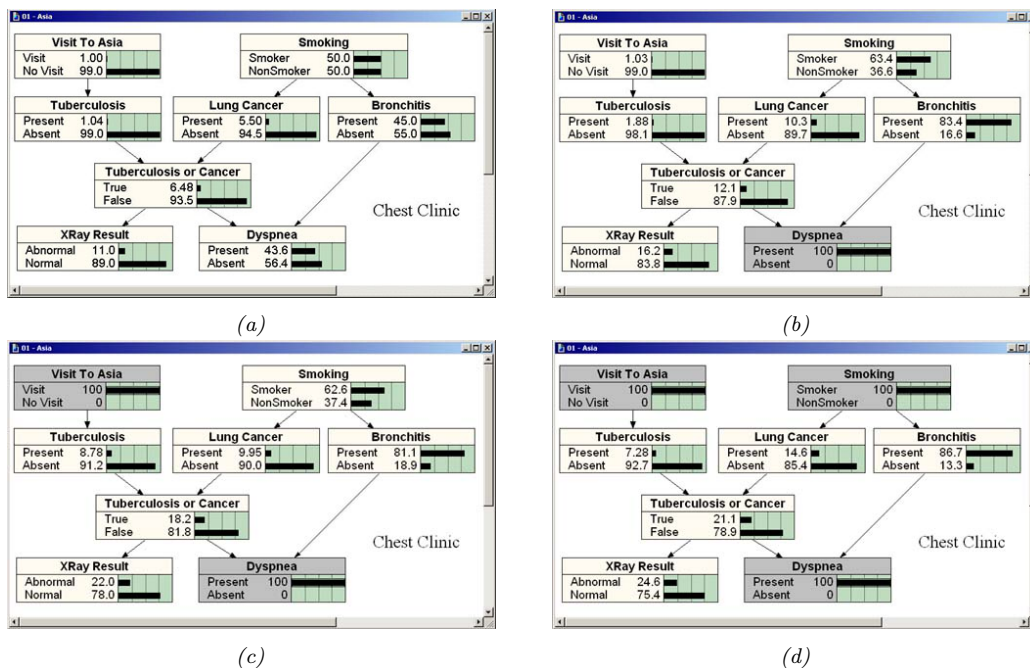 01 - Asia
Visit To Asia
Visit 1.00
No Visit 99.0
Smoking
Smoker 50.0
NonSmoker 50.0
Tuberculosis
Present 1.04
Absent 99.0
Lung Cancer
Present 5.50
Absent 94.5
Bronchitis
Present 45.0
Absent 55.0
Tuberculosis or Cancer
True 6.48
False 93.5
Chest Clinic
XRay Result
Abnormal 11.0
Normal 89.0
Dyspnea
Present 43.6
Absent 56.4
(a)
01 - Asia
Visit To Asia
Visit 1.03
No Visit 99.0
Smoking
Smoker 63.4
NonSmoker 36.6
Tuberculosis
Present 1.88
Absent 98.1
Lung Cancer
Present 10.3
Absent 89.7
Bronchitis
Present 83.4
Absent 16.6
Tuberculosis or Cancer
True 12.1
False 87.9
Chest Clinic
XRay Result
Abnormal 16.2
Normal 83.8
Dyspnea
Present 100
Absent 0
(b)
01 - Asia
Visit To Asia
Visit 100
No Visit 0
Smoking
Smoker 62.6
NonSmoker 37.4
Tuberculosis
Present 8.78
Absent 91.2
Lung Cancer
Present 9.95
Absent 90.0
Bronchitis
Present 81.1
Absent 18.9
Tuberculosis or Cancer
True 18.2
False 81.8
Chest Clinic
XRay Result
Abnormal 22.0
Normal 78.0
Dyspnea
Present 100
Absent 0
(c)
01 - Asia
Visit To Asia
Visit 100
No Visit 0
Smoking
Smoker 100
NonSmoker 0
Tuberculosis
Present 7.28
Absent 92.7
Lung Cancer
Present 14.6
Absent 85.4
Bronchitis
Present 86.7
Absent 13.3
Tuberculosis or Cancer
True 21.1
False 78.9
Chest Clinic
XRay Result
Abnormal 24.6
Normal 75.4
Dyspnea
Present 100
Absent 0
(d)